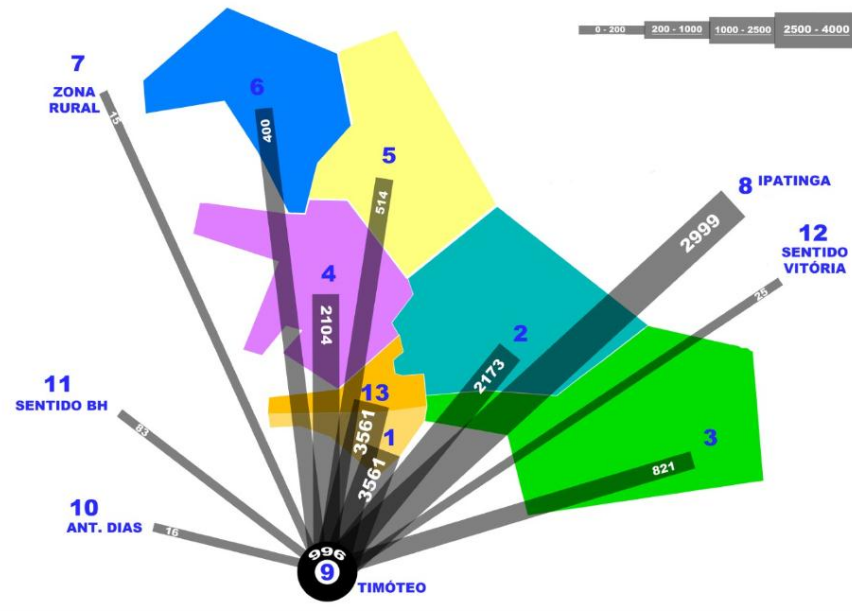 0 - 200
200 - 1000
1000 - 2500
2500 - 4000
7
ZONA
RURAL
15
6
400
5
514
8 IPATINGA
2999
12
SENTIDO
VITÓRIA
25
4
2104
2
2173
11
SENTIDO BH
83
13
3561
1
3561
3
821
10
ANT. DIAS
16
996
9
TIMÓTEO